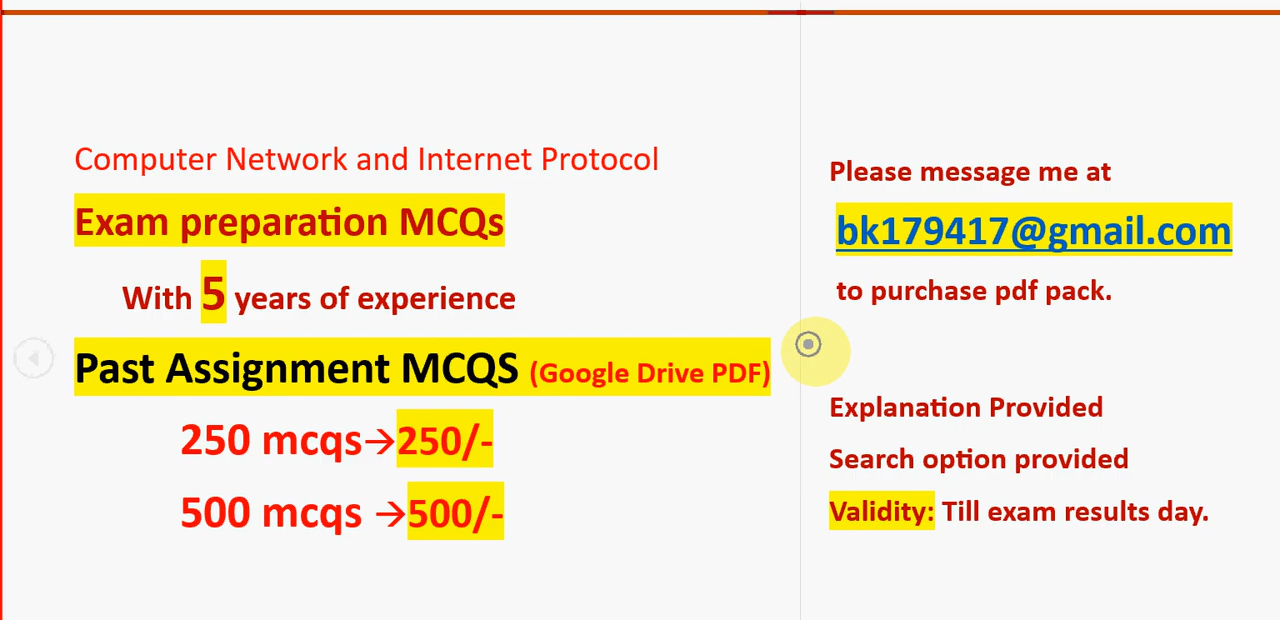 Computer Network and Internet Protocol
Exam preparation MCQs
With 5 years of experience
Past Assignment MCQS (Google Drive PDF)
250 mcqs→250/-
500 mcqs →500/-
Please message me at
bk179417@gmail.com
to purchase pdf pack.
Explanation Provided
Search option provided
Validity: Till exam results day.